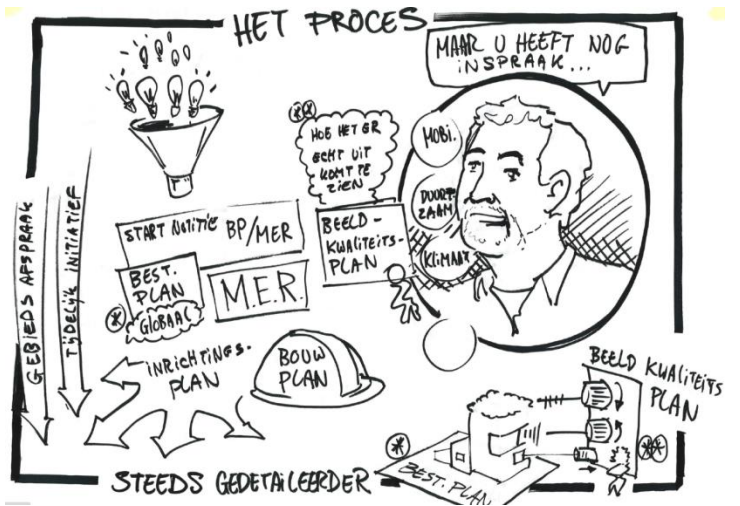 HET PROCES
MAAR U HEEFT NOG
INSPRAAK...
**
HOE HET ER
ECHT UIT
KOMT TE
ZIEN
MOBI.
DUURT
ZAAM
KLIMAAT
GEBIEDS AFSPRAAK
TIJDELIJK INITIATIEF
START NOTITIE BP/MER
BEELD-
KWALITEITS-
PLAN
BEST.
PLAN
*
GLOBAAL
M.E.R.
INRICHTINGS-
PLAN
BOUW
PLAN
BEELD KWALITEITS
PLAN
*
**
BEST. PLAN
STEEDS GEDETAILEERDER